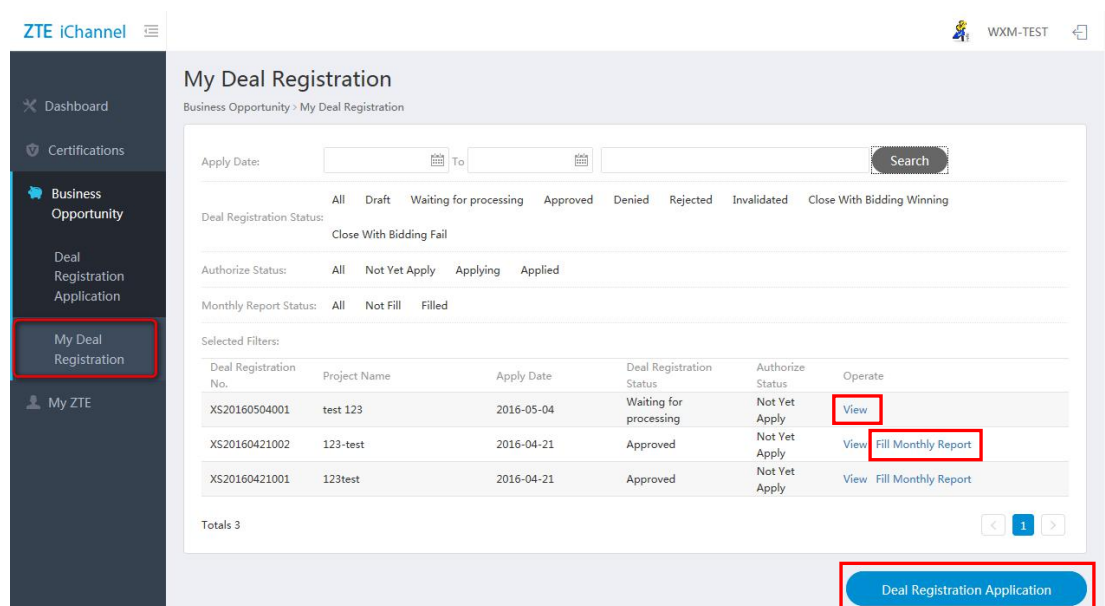 ZTE iChannel
WXM-TEST
Dashboard
Certifications
Business
Opportunity
Deal
Registration
Application
My Deal
Registration
My ZTE
My Deal Registration
Business Opportunity › My Deal Registration
Apply Date: To Search
Deal Registration Status: All Draft Waiting for processing Approved Denied Rejected Invalidated Close With Bidding Winning
Close With Bidding Fail
Authorize Status: All Not Yet Apply Applying Applied
Monthly Report Status: All Not Fill Filled
Selected Filters:
Deal Registration No. Project Name Apply Date Deal Registration Status Authorize Status Operate
XS20160504001 test 123 2016-05-04 Waiting for processing Not Yet Apply View
XS20160421002 123-test 2016-04-21 Approved Not Yet Apply View Fill Monthly Report
XS20160421001 123test 2016-04-21 Approved Not Yet Apply View Fill Monthly Report
Totals 3
< 1 >
Deal Registration Application